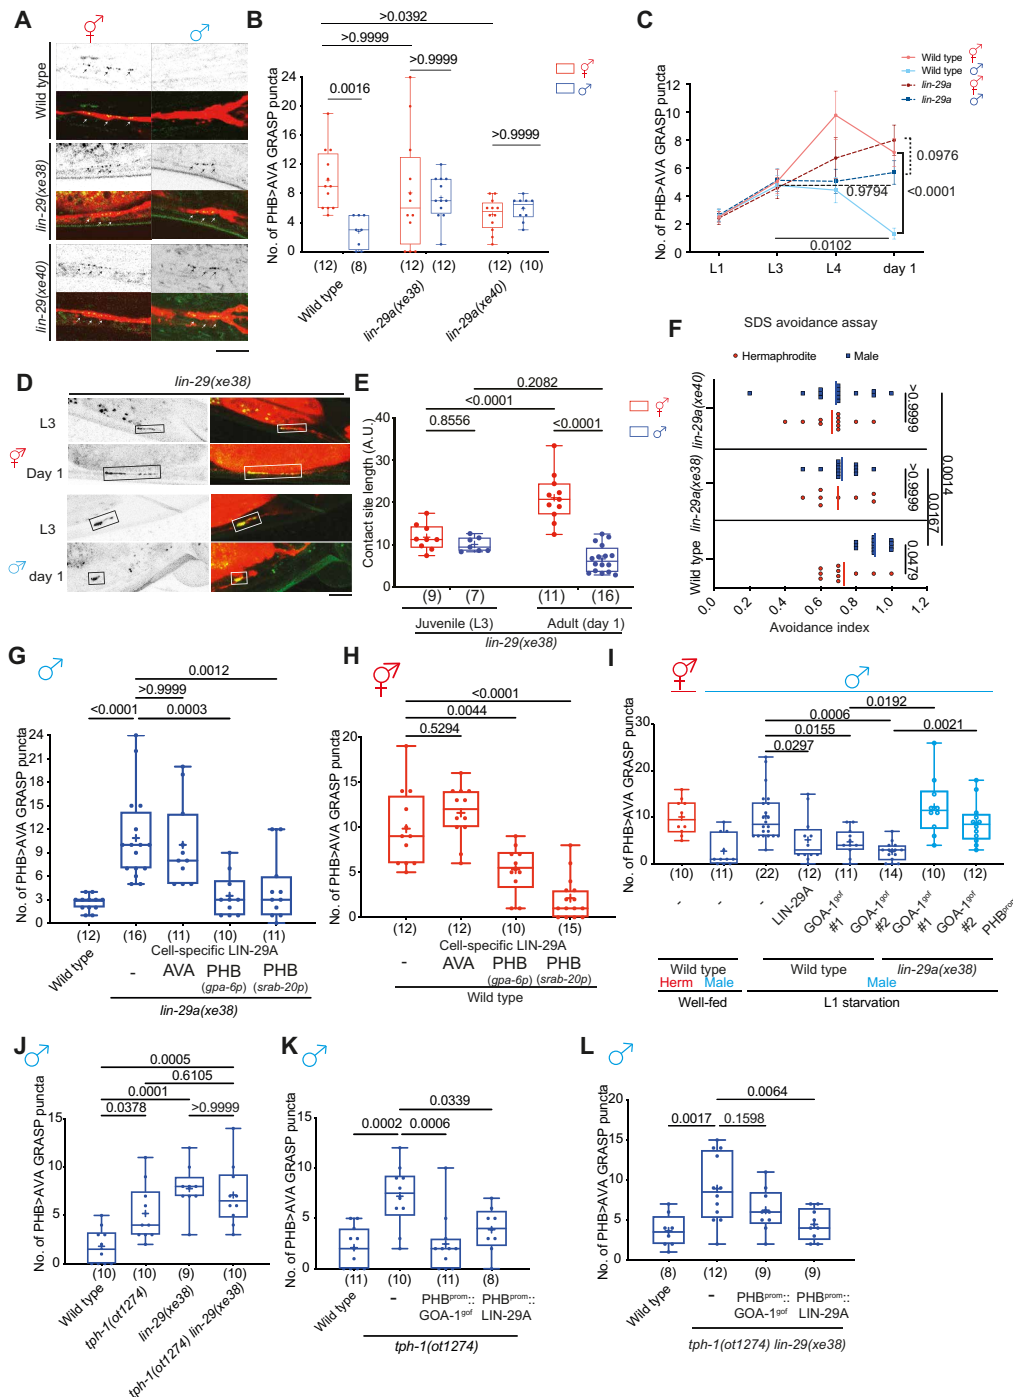 A
Wild type
lin-29(xe38)
lin-29(xe40)
B
>0.0392
>0.9999
>0.9999
0.0016
>0.9999
No. of PHB>AVA GRASP puncta
24
20
16
12
8
4
0
(12) (8) (12) (12) (12) (10)
Wild type
lin-29a(xe38)
lin-29a(xe40)
C
Wild type
Wild type
lin-29a
lin-29a
No. of PHB>AVA GRASP puncta
12
10
8
6
4
2
0
0.0976
0.9794
<0.0001
0.0102
L1 L3 L4 day 1
D
lin-29(xe38)
L3
Day 1
L3
day 1
E
0.2082
<0.0001
0.8556
<0.0001
Contact site length (A.U.)
40
30
20
10
0
(9) (7) (11) (16)
Juvenile (L3) Adult (day 1)
lin-29(xe38)
F
SDS avoidance assay
Hermaphrodite Male
lin-29a(xe40)
lin-29a(xe38)
Wild type
>0.9999
>0.9999
0.0479
0.0014
0.0167
0.0 0.2 0.4 0.6 0.8 1.0 1.2
Avoidance index
G
0.0012
>0.9999
<0.0001 0.0003
No. of PHB>AVA GRASP puncta
24
21
18
15
12
9
6
3
0
(12) (16) (11) (10) (11)
Cell-specific LIN-29A
Wild type
- AVA PHB PHB
(gpa-6p) (srab-20p)
lin-29a(xe38)
H
<0.0001
0.0044
0.5294
No. of PHB>AVA GRASP puncta
20
15
10
5
0
(12) (12) (10) (15)
Cell-specific LIN-29A
- AVA PHB PHB
(gpa-6p) (srab-20p)
Wild type
I
0.0192
0.0006 0.0021
0.0155
0.0297
No. of PHB>AVA GRASP puncta
30
20
10
0
(10) (11) (22) (12) (11) (14) (10) (12)
- - -
LIN-29A
GOA-1gof #1
GOA-1gof #2
GOA-1gof #1
GOA-1gof #2
PHBprom
Wild type Wild type lin-29a(xe38)
Herm Male Male
Well-fed L1 starvation
J
0.0005
0.6105
0.0001
0.0378 >0.9999
No. of PHB>AVA GRASP puncta
15
10
5
0
(10) (10) (9) (10)
Wild type
tph-1(ot1274)
lin-29(xe38)
tph-1(ot1274) lin-29(xe38)
K
0.0339
0.0002 0.0006
No. of PHB>AVA GRASP puncta
15
10
5
0
(11) (10) (11) (8)
Wild type
- PHBprom:: PHBprom::
GOA-1gof LIN-29A
tph-1(ot1274)
L
0.0064
0.0017 0.1598
No. of PHB>AVA GRASP puncta
20
15
10
5
0
(8) (12) (9) (9)
Wild type
- PHBprom:: PHBprom::
GOA-1gof LIN-29A
tph-1(ot1274) lin-29(xe38)